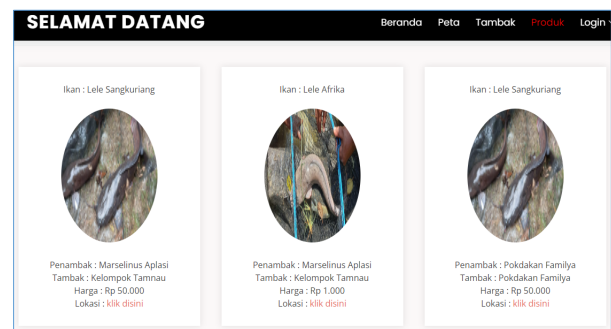 SELAMAT DATANG
Beranda Peta Tambak Produk Login
Ikan : Lele Sangkuriang
Penambak : Marselinus Aplasi
Tambak : Kelompok Tamnau
Harga : Rp 50.000
Lokasi : klik disini
Ikan : Lele Afrika
Penambak : Marselinus Aplasi
Tambak : Kelompok Tamnau
Harga : Rp 1.000
Lokasi : klik disini
Ikan : Lele Sangkuriang
Penambak : Pokdakan Familya
Tambak : Pokdakan Familya
Harga : Rp 50.000
Lokasi : klik disini